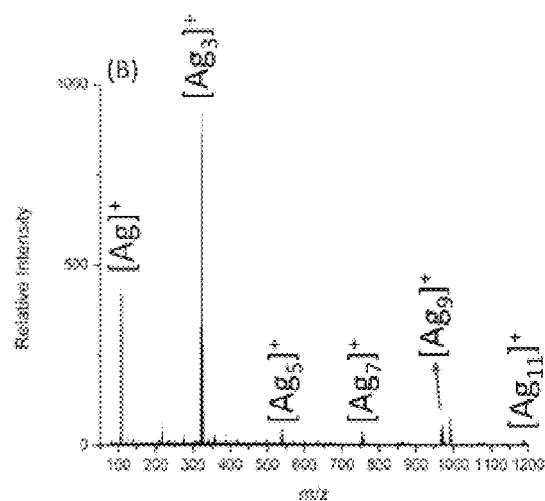 (B)
1000
500
0
Relative Intensity
[Ag]⁺
[Ag₃]⁺
[Ag₅]⁺
[Ag₇]⁺
[Ag₉]⁺
[Ag₁₁]⁺
100 200 300 400 500 600 700 800 900 1000 1100 1200
m/z